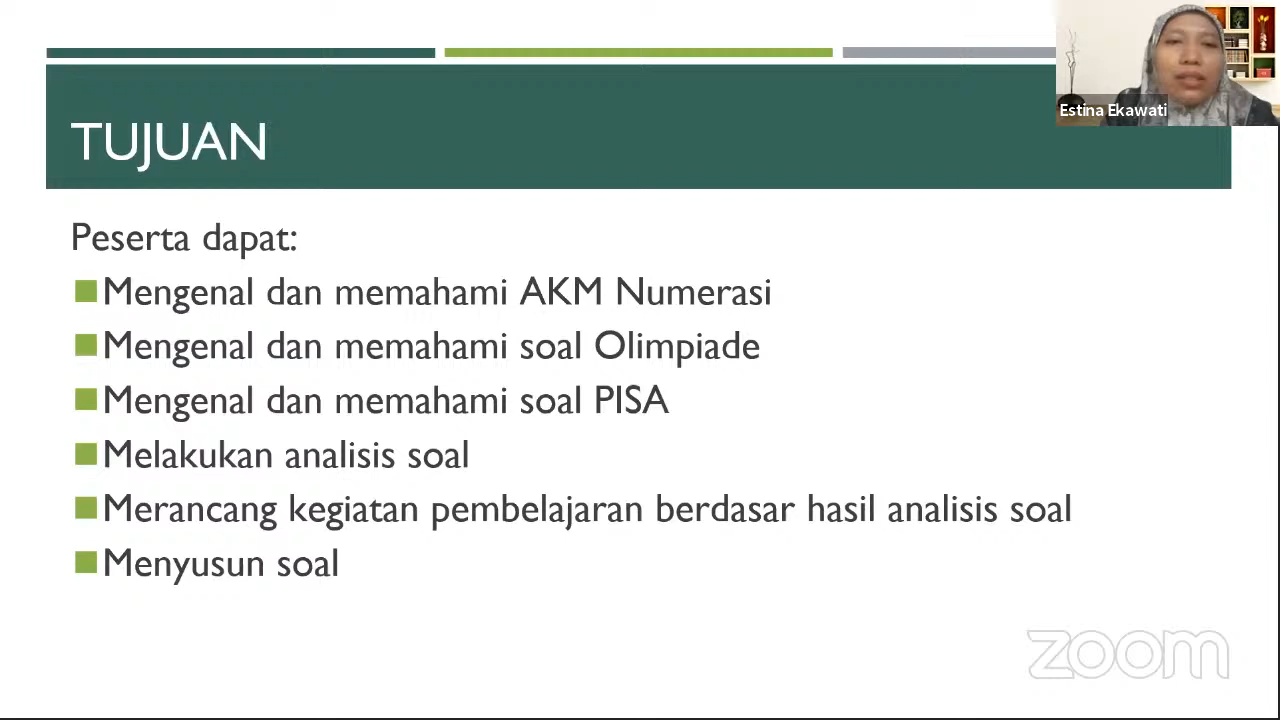 Estina Ekawati
TUJUAN
Peserta dapat:
Mengenal dan memahami AKM Numerasi
Mengenal dan memahami soal Olimpiade
Mengenal dan memahami soal PISA
Melakukan analisis soal
Merancang kegiatan pembelajaran berdasar hasil analisis soal
Menyusun soal
zoom